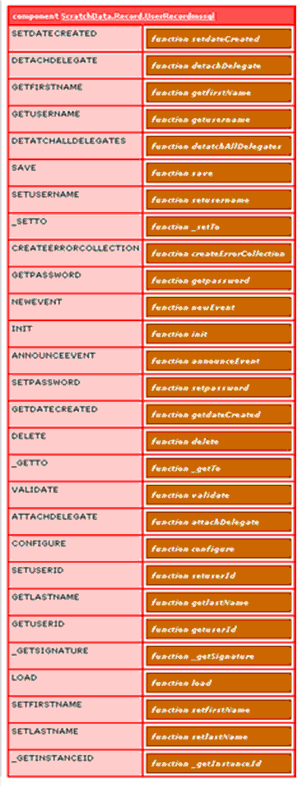 component ScratchData.Record.UserRecordmssql
SETDATECREATED function setdateCreated
DETACHDELEGATE function detachDelegate
GETFIRSTNAME function getfirstName
GETUSERNAME function getusername
DETATCHALLDELEGATES function detatchAllDelegates
SAVE function save
SETUSERNAME function setusername
_SETTO function _setTo
CREATEERRORCOLLECTION function createErrorCollection
GETPASSWORD function getpassword
NEWEVENT function newEvent
INIT function init
ANNOUNCEEVENT function announceEvent
SETPASSWORD function setpassword
GETDATECREATED function getdateCreated
DELETE function delete
_GETTO function _getTo
VALIDATE function validate
ATTACHDELEGATE function attachDelegate
CONFIGURE function configure
SETUSERID function setuserId
GETLASTNAME function getlastName
GETUSERID function getuserId
_GETSIGNATURE function _getSignature
LOAD function load
SETFIRSTNAME function setfirstName
SETLASTNAME function setlastName
_GETINSTANCEID function _getInstanceId